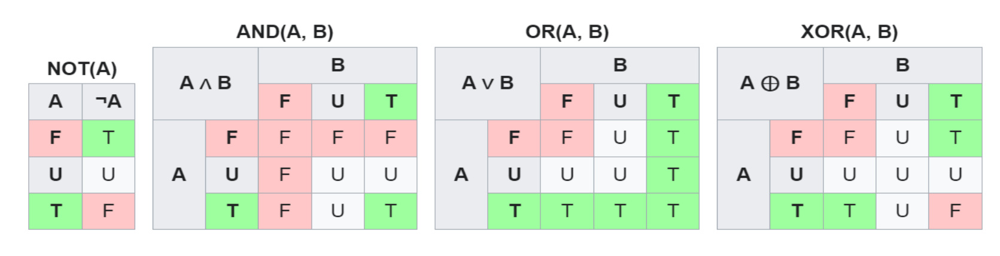 NOT(A)
A ¬A
F T
U U
T F
AND(A, B)
A ∧ B B
F U T
A F F F F
U F U U
T F U T
OR(A, B)
A ∨ B B
F U T
A F F U T
U U U T
T T T T
XOR(A, B)
A ⊕ B B
F U T
A F F U T
U U U U
T T U F